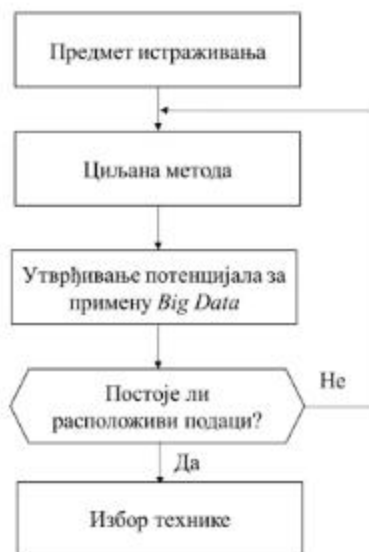 Предмет истраживања
Циљана метода
Утврђивање потенцијала за
примену Big Data
Постоје ли
расположиви подаци?
Не
Да
Избор технике